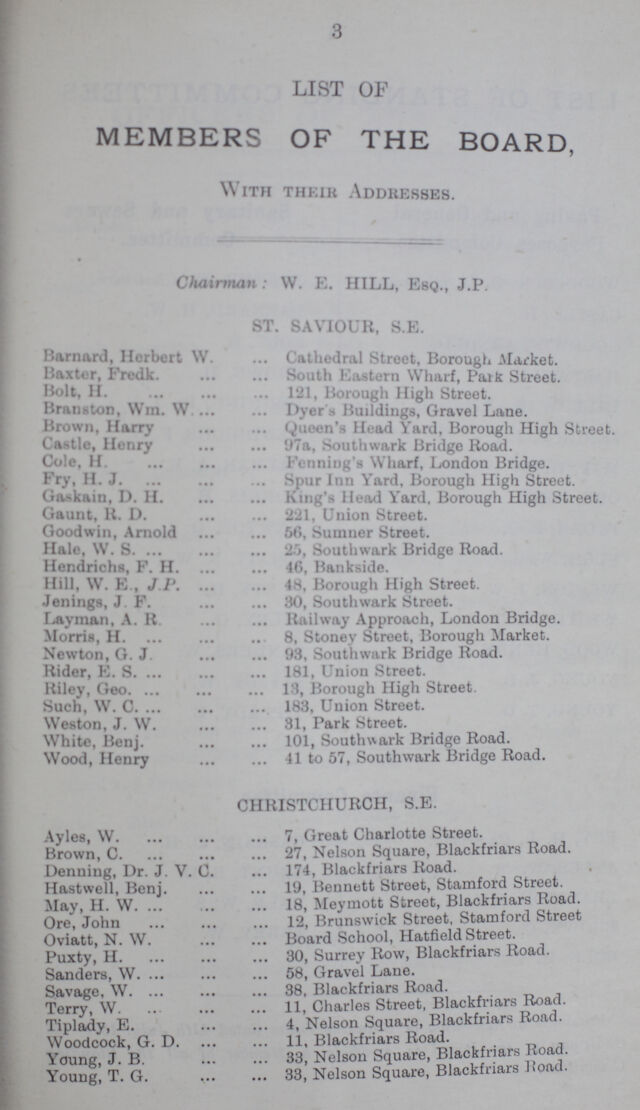 3
LIST OF
MEMBERS OF THE BOARD,
WITH THEIR ADDRESSES.
Chairman: W. E. HILL, ESQ., J.P.
ST. SAVIOUR, S.E.
Barnard, Herbert W. ... Cathedral Street, Borough Market.
Baxter, Fredk. ... ... South Eastern Wharf, Park Street.
Bolt, H. ... ... ... 121, Borough High Street.
Branston, Wm. W. ... ... Dyer's Buildings, Gravel Lane.
Brown, Harry ... ... Queen's Head Yard, Borough High Street.
Castle, Henry ... ... 97a, Southwark Bridge Road.
Cole, H. ... ... ... Fenning's Wharf, London Bridge.
Fry, H. J. ... ... ... Spur Inn Yard, Borough High Street.
Gaskain, D. H. ... ... King's Head Yard, Borough High Street.
Gaunt, R. D. ... ... 221, Union Street.
Goodwin, Arnold ... ... 56, Sumner Street.
Hale, W. S. ... ... ... 25, Southwark Bridge Road.
Hendrichs, F. H. ... ... 46, Bankside.
Hill, W. E., J.P. ... ... 48, Borough High Street.
Jenings, J. F. ... ... 30, Southwark Street.
Layman, A. R. ... ... Railway Approach, London Bridge.
Morris, H. ... ... ... 8, Stoney Street, Borough Market.
Newton, G. J. ... ... 93, Southwark Bridge Road.
Rider, E. S. ... ... ... 181, Union Street.
Riley, Geo. ... ... ... 13, Borough High Street.
Such, W. C. ... ... ... 183, Union Street.
Weston, J. W. ... ... 31, Park Street.
White, Benj. ... ... 101, Southwark Bridge Road.
Wood, Henry ... ... 41 to 57, Southwark Bridge Road.
CHRISTCHURCH, S.E.
Ayles, W. ... ... ... 7, Great Charlotte Street.
Brown, C. ... ... ... 27, Nelson Square, Blackfriars Road.
Denning, Dr. J. V. C. ... 174, Blackfriars Road.
Hastwell, Benj. ... ... 19, Bennett Street, Stamford Street.
May, H. W. ... ... ... 18, Meymott Street, Blackfriars Road.
Ore, John ... ... ... 12, Brunswick Street, Stamford Street
Oviatt, N. W. ... ... Board School, Hatfield Street.
Puxty, H. ... ... ... 30, Surrey Row, Blackfriars Road.
Sanders, W. ... ... ... 58, Gravel Lane.
Savage, W. ... ... ... 38, Blackfriars Road.
Terry, W. ... ... ... 11, Charles Street, Blackfriars Road.
Tiplady, E. ... ... 4, Nelson Square, Blackfriars Road.
Woodcock, G. D. ... ... 11, Blackfriars Road.
Young, J. B. ... ... 33, Nelson Square, Blackfriars Road.
Young, T. G. ... ... 33, Nelson Square, Blackfriars Road.